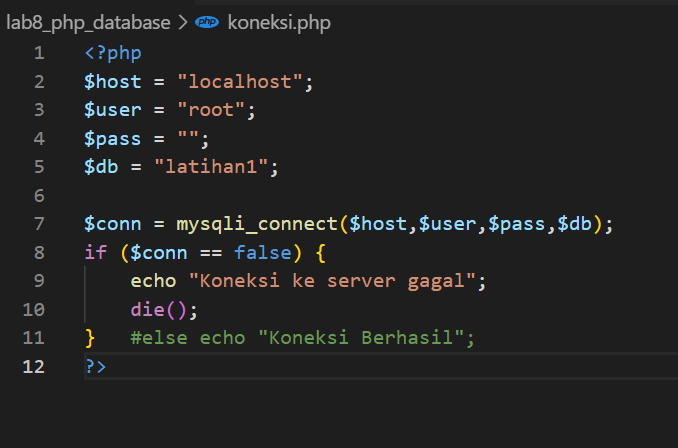 lab8_php_database > php koneksi.php
1 <?php
2 $host = "localhost";
3 $user = "root";
4 $pass = "";
5 $db = "latihan1";
6
7 $conn = mysqli_connect($host,$user,$pass,$db);
8 if ($conn == false) {
9 echo "Koneksi ke server gagal";
10 die();
11 } #else echo "Koneksi Berhasil";
12 ?>